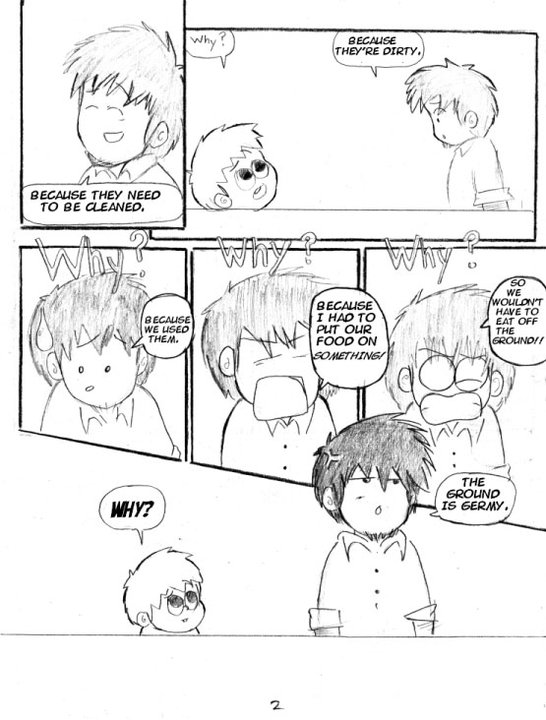 BECAUSE THEY NEED
TO BE CLEANED.
Why?
BECAUSE
THEY'RE DIRTY.
Why?
BECAUSE
WE USED
THEM.
Why?
BECAUSE
I HAD TO
PUT OUR
FOOD ON
SOMETHING!
Why?
SO
WE
WOULDN'T
HAVE TO
EAT OFF
THE
GROUND!!
WHY?
THE
GROUND
IS GERMY.
2